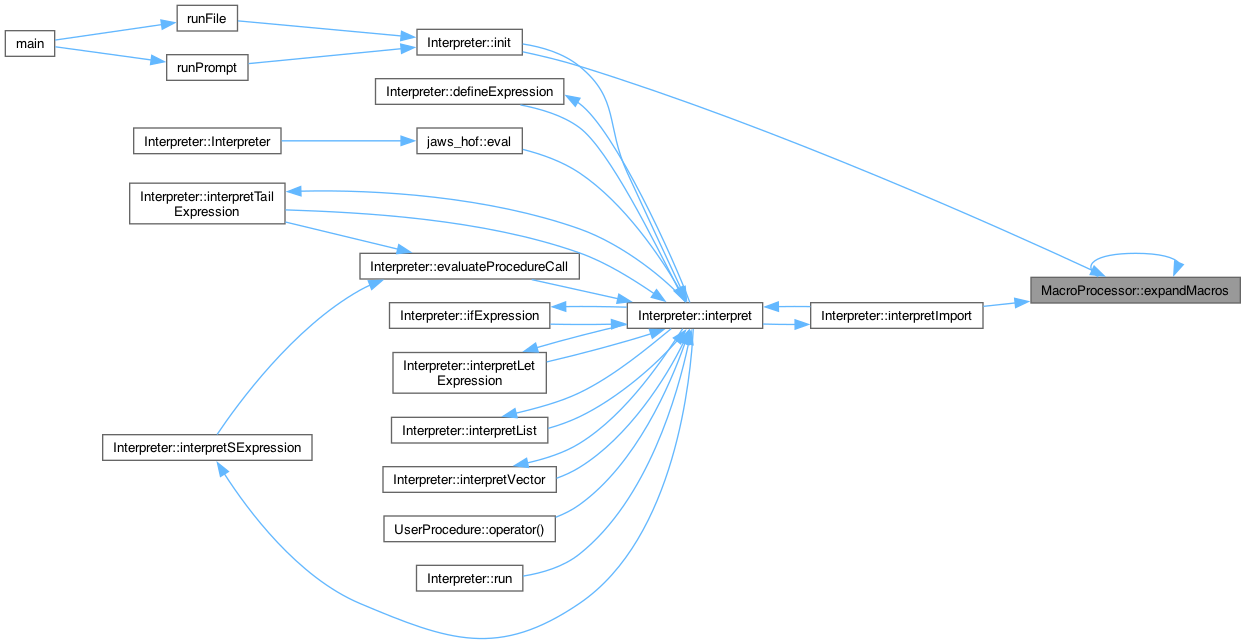 runFile
main
Interpreter::init
runPrompt
Interpreter::defineExpression
Interpreter::Interpreter
jaws_hof::eval
Interpreter::interpretTail
Expression
Interpreter::evaluateProcedureCall
MacroProcessor::expandMacros
Interpreter::ifExpression
Interpreter::interpret
Interpreter::interpretImport
Interpreter::interpretLet
Expression
Interpreter::interpretList
Interpreter::interpretSExpression
Interpreter::interpretVector
UserProcedure::operator()
Interpreter::run